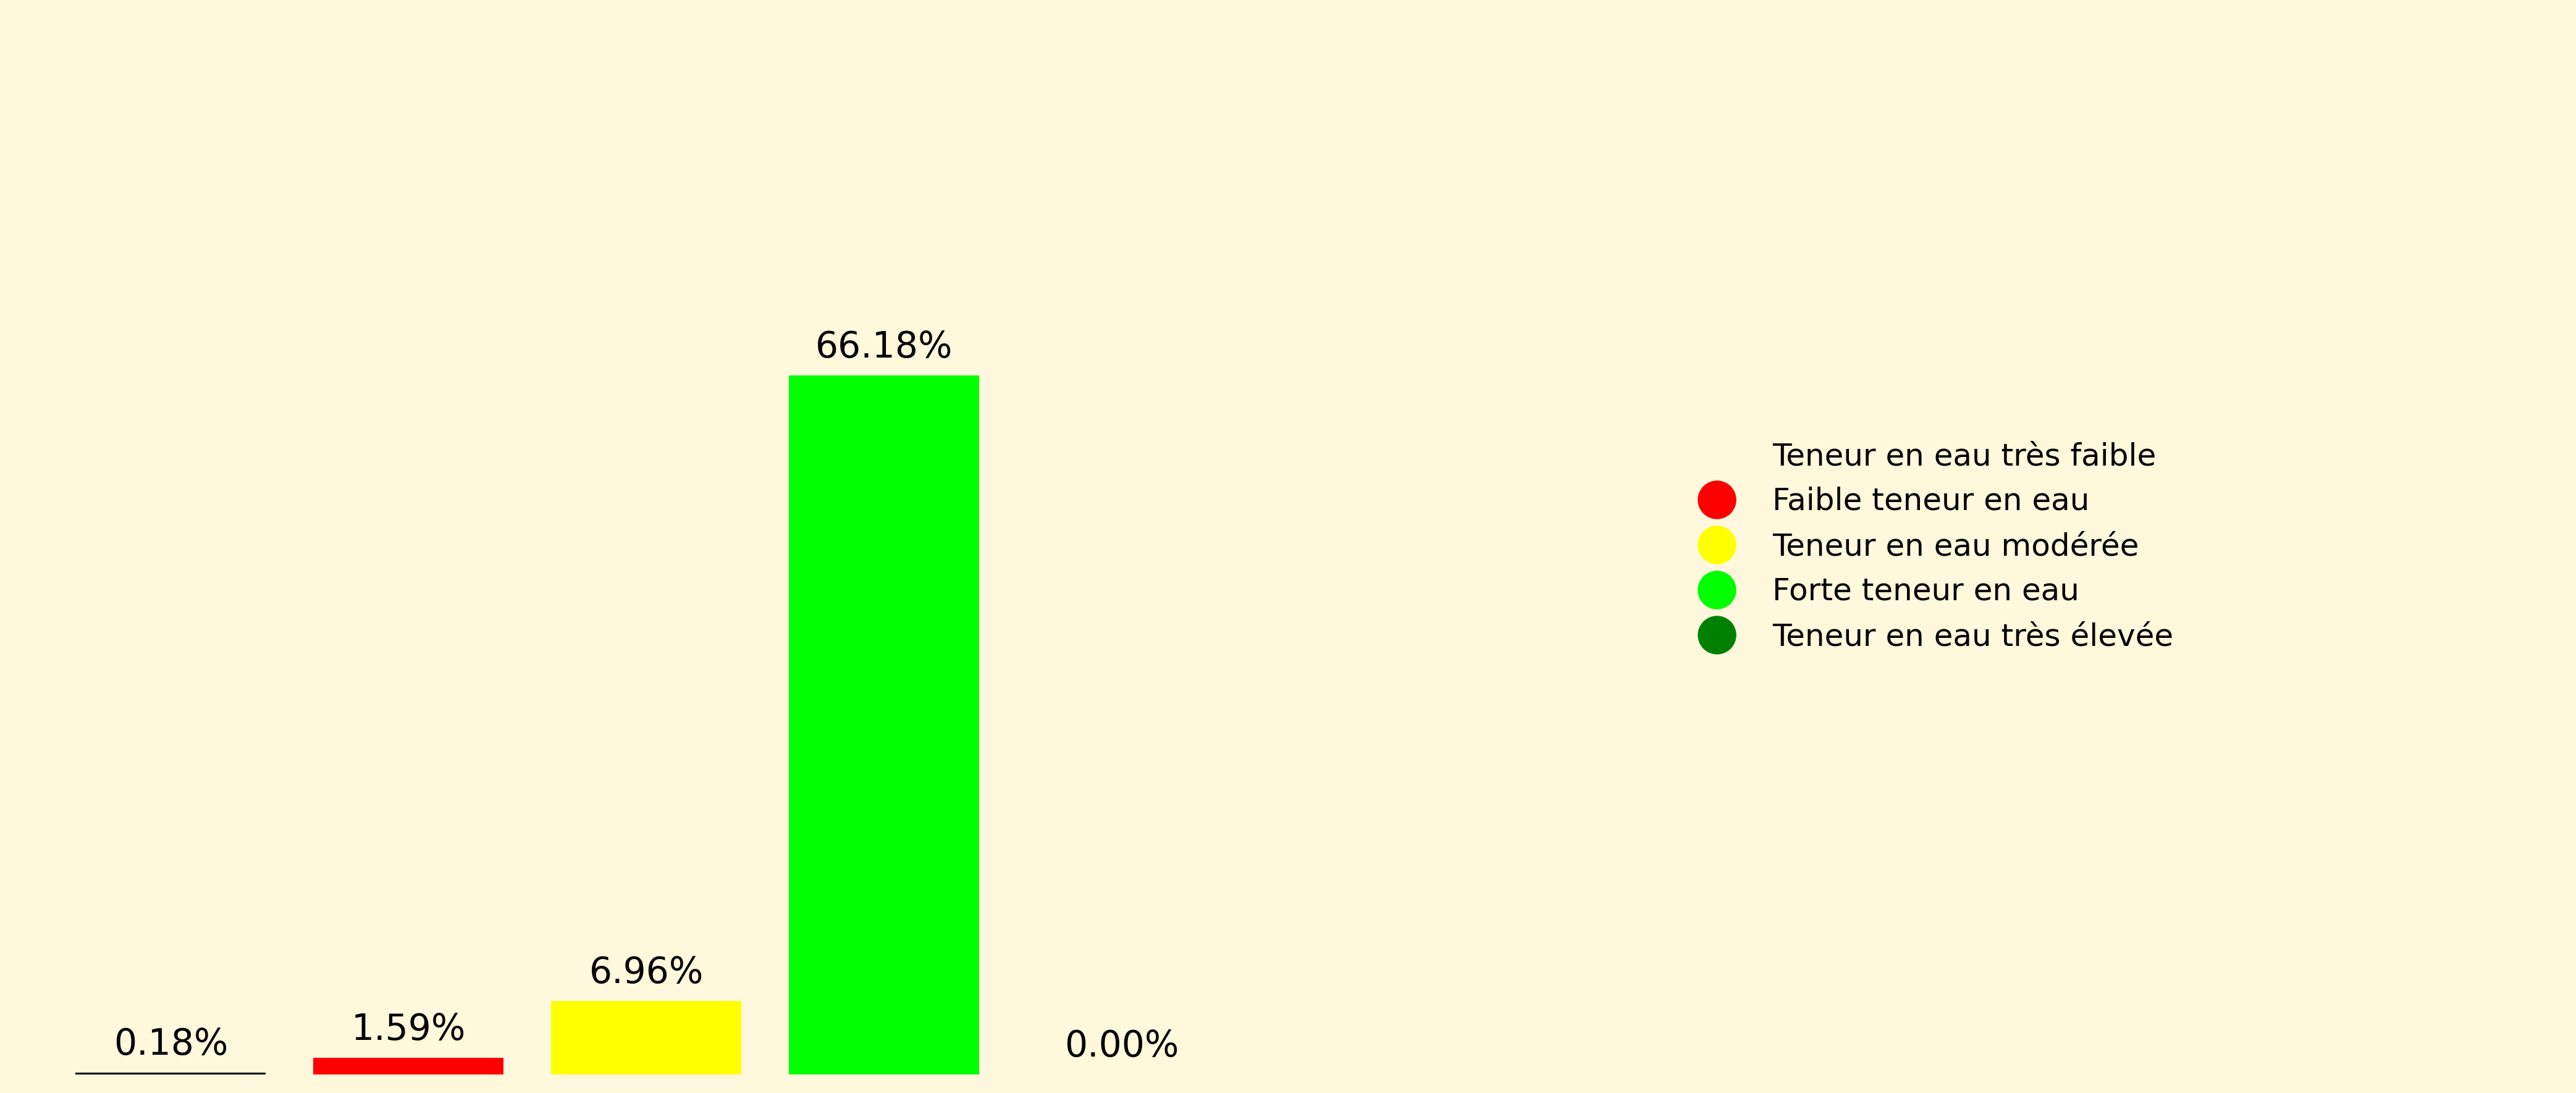 66.18%
6.96%
1.59%
0.18%
0.00%
Teneur en eau très faible
Faible teneur en eau
Teneur en eau modérée
Forte teneur en eau
Teneur en eau très élevée